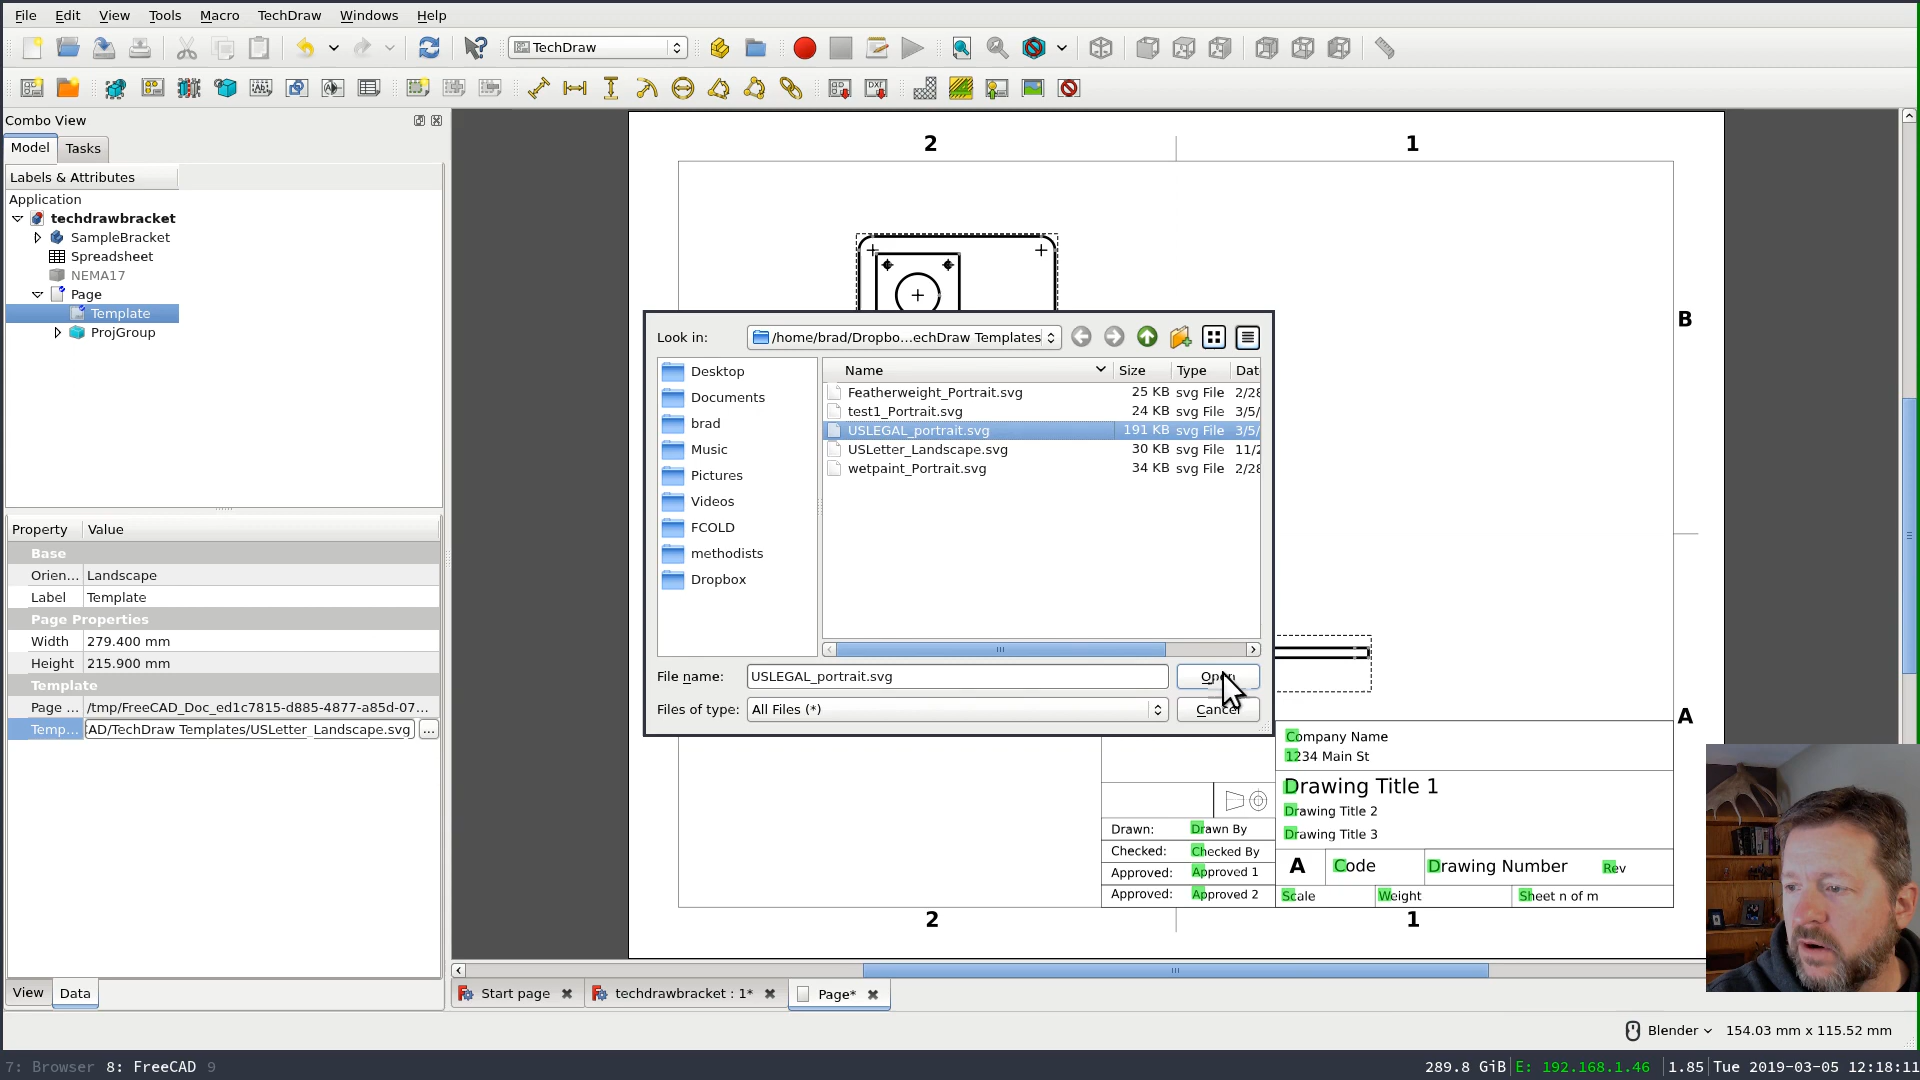 File Edit View Tools Macro TechDraw Windows Help
TechDraw
Combo View
Model Tasks
Labels & Attributes
Application
techdrawbracket
SampleBracket
Spreadsheet
NEMA17
Page
Template
ProjGroup
Property Value
Base
Orien... Landscape
Label Template
Page Properties
Width 279.400 mm
Height 215.900 mm
Template
Page ... /tmp/FreeCAD_Doc_ed1c7815-d885-4877-a85d-07...
Temp... AD/TechDraw Templates/USLetter_Landscape.svg ...
View Data
2 1
B
A
Look in: /home/brad/Dropbo...echDraw Templates
Desktop
Documents
brad
Music
Pictures
Videos
FCOLD
methodists
Dropbox
Name Size Type Dat
Featherweight_Portrait.svg 25 KB svg File 2/28
test1_Portrait.svg 24 KB svg File 3/5/
USLEGAL_portrait.svg 191 KB svg File 3/5/
USLetter_Landscape.svg 30 KB svg File 11/2
wetpaint_Portrait.svg 34 KB svg File 2/28
File name: USLEGAL_portrait.svg Open
Files of type: All Files (*) Cancel
Company Name
1234 Main St
Drawing Title 1
Drawing Title 2
Drawing Title 3
Drawn: Drawn By
Checked: Checked By
Approved: Approved 1
Approved: Approved 2
A Code Drawing Number Rev
Scale Weight Sheet n of m
2 1
Start page techdrawbracket : 1* Page*
Blender 154.03 mm x 115.52 mm
7: Browser 8: FreeCAD 9
289.8 GiB E: 192.168.1.46 1.85 Tue 2019-03-05 12:18:11